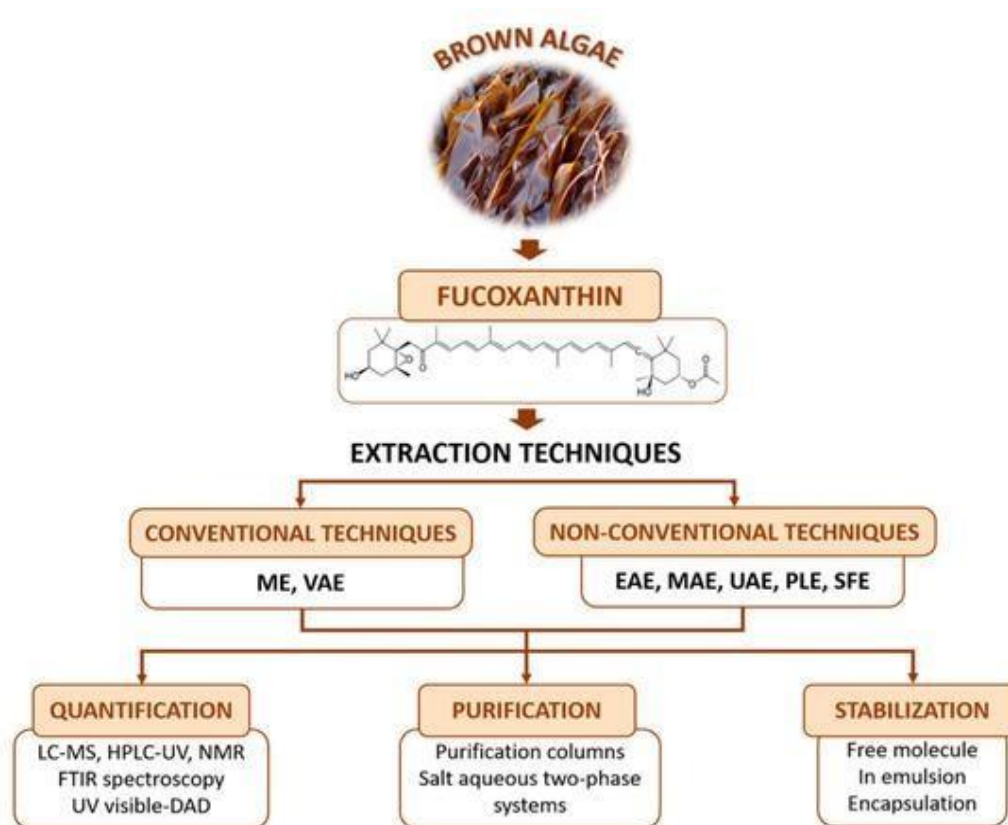 BROWN ALGAE
FUCOXANTHIN
HO
O
O
HO
O
O
EXTRACTION TECHNIQUES
CONVENTIONAL TECHNIQUES
ME, VAE
NON-CONVENTIONAL TECHNIQUES
EAE, MAE, UAE, PLE, SFE
QUANTIFICATION
LC-MS, HPLC-UV, NMR
FTIR spectroscopy
UV visible-DAD
PURIFICATION
Purification columns
Salt aqueous two-phase
systems
STABILIZATION
Free molecule
In emulsion
Encapsulation